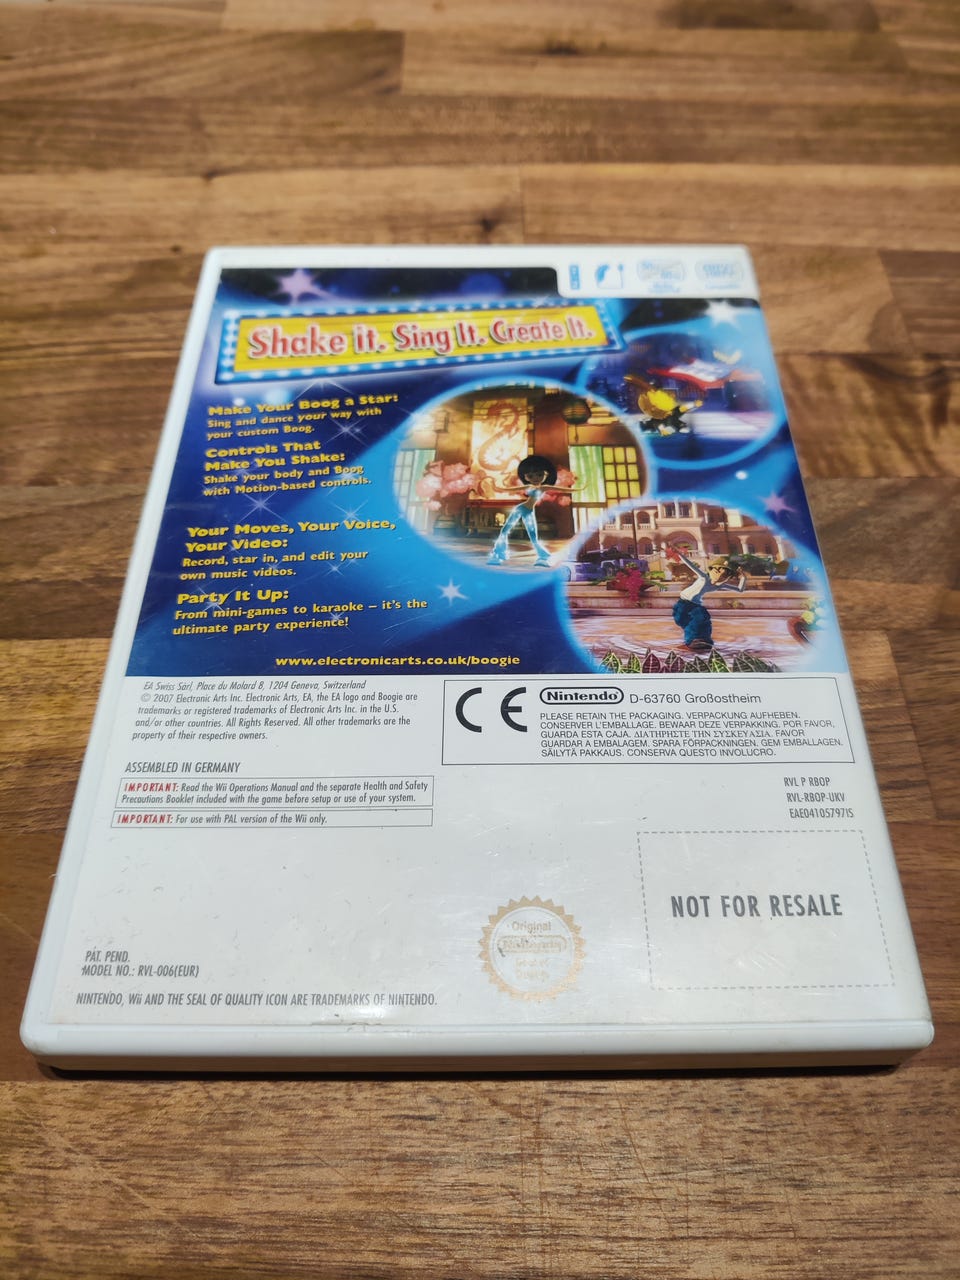 Shake it. Sing It. Create It.
Make Your Boog a Star:
Sing and dance your way with
your custom Boog.
Controls That
Make You Shake:
Shake your body and Boog
with Motion-based controls.
Your Moves, Your Voice,
Your Video:
Record, star in, and edit your
own music videos.
Party It Up:
From mini-games to karaoke – it's the
ultimate party experience!
www.electronicarts.co.uk/boogie
EA Swiss Sàrl, Place du Molard 8, 1204 Geneva, Switzerland
© 2007 Electronic Arts Inc. Electronic Arts, EA, the EA logo and Boogie are
trademarks or registered trademarks of Electronic Arts Inc. in the U.S.
and/or other countries. All Rights Reserved. All other trademarks are the
property of their respective owners.
CE Nintendo D-63760 Großostheim
PLEASE RETAIN THE PACKAGING. VERPACKUNG AUFHEBEN.
CONSERVER L'EMBALLAGE. BEWAAR DEZE VERPAKKING. POR FAVOR,
GUARDA ESTA CAJA. ΔΙΑΤΗΡΗΣΤΕ ΤΗΝ ΣΥΣΚΕΥΑΣΙΑ. FAVOR
GUARDAR A EMBALAGEM. SPARA FÖRPACKNINGEN. GEM EMBALLAGEN.
SÄILYTÄ PAKKAUS. CONSERVA QUESTO INVOLUCRO.
ASSEMBLED IN GERMANY
IMPORTANT: Read the Wii Operations Manual and the separate Health and Safety
Precautions Booklet included with the game before setup or use of your system.
IMPORTANT: For use with PAL version of the Wii only.
RVL P RBOP
RVL-RBOP-UKV
EAE04105797IS
NOT FOR RESALE
Original
Nintendo
Seal of
Quality
PAT. PEND.
MODEL NO.: RVL-006(EUR)
NINTENDO, Wii AND THE SEAL OF QUALITY ICON ARE TRADEMARKS OF NINTENDO.